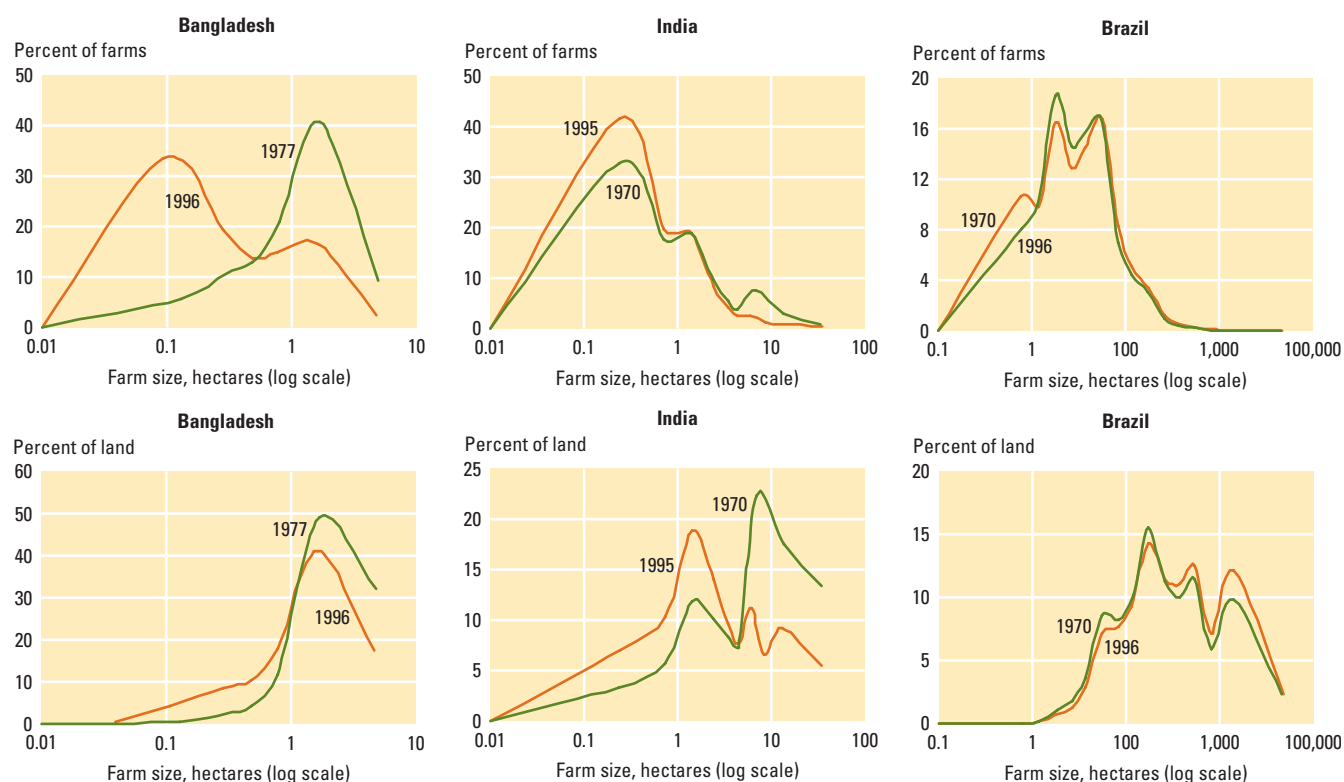 Bangladesh
Percent of farms
50
40
30
20
10
0
1977
1996
0.01 0.1 1 10
Farm size, hectares (log scale)
India
Percent of farms
50
40
30
20
10
0
1995
1970
0.01 0.1 1 10 100
Farm size, hectares (log scale)
Brazil
Percent of farms
20
16
12
8
4
0
1970
1996
0.1 1 100 1,000 100,000
Farm size, hectares (log scale)
Bangladesh
Percent of land
60
50
40
30
20
10
0
1977
1996
0.01 0.1 1 10
Farm size, hectares (log scale)
India
Percent of land
25
20
15
10
5
0
1970
1995
0.01 0.1 1 10 100
Farm size, hectares (log scale)
Brazil
Percent of land
20
15
10
5
0
1970
1996
0.1 1 100 1,000 100,000
Farm size, hectares (log scale)